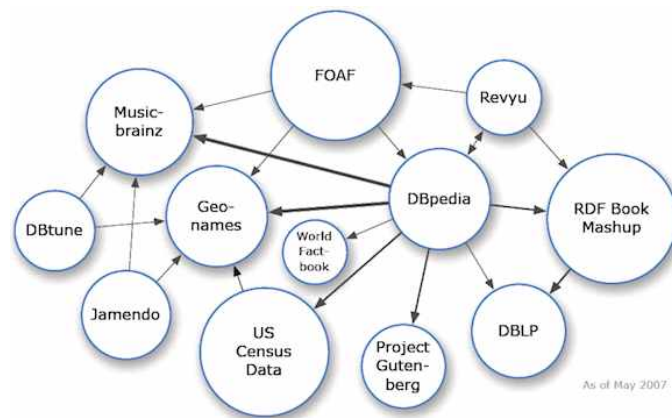 FOAF
Music-
brainz
Revyu
DBpedia
Geo-
names
RDF Book
Mashup
DBtune
World
Fact-
book
Jamendo
US
Census
Data
Project
Guten-
berg
DBLP
As of May 2007